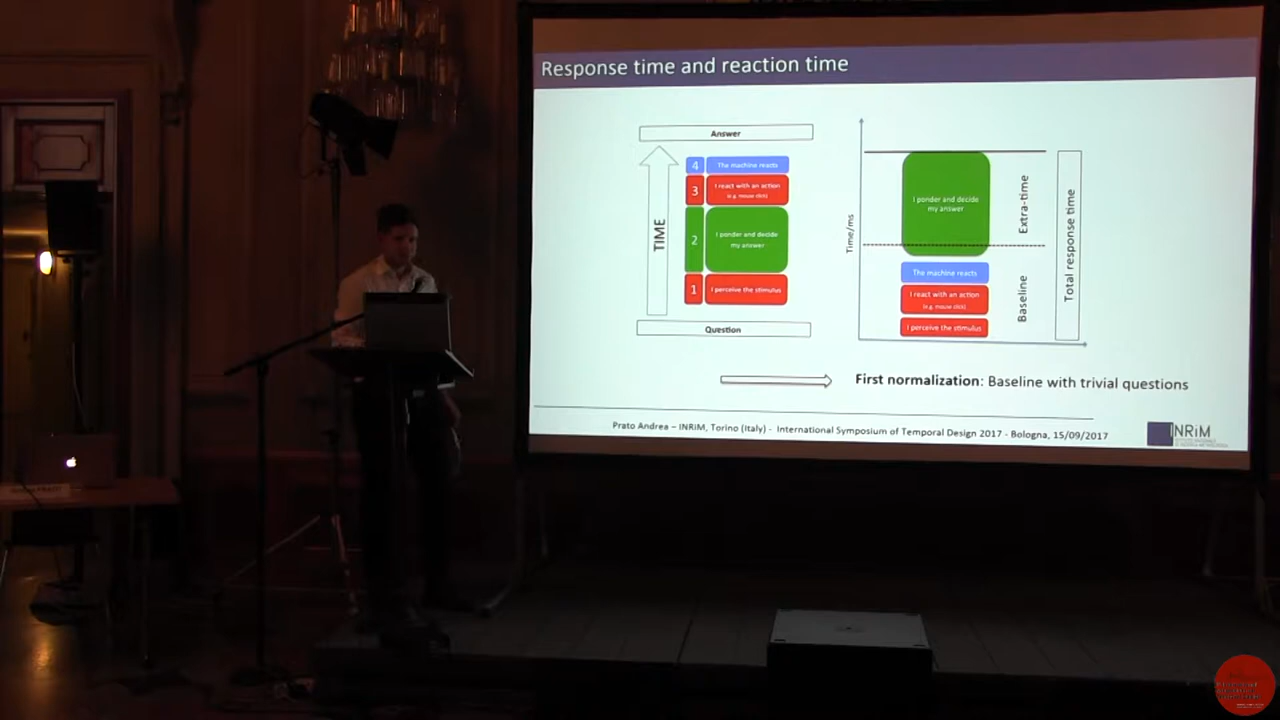 Response time and reaction time
Answer
4 The machine reacts
3 I react with an action
(e.g. mouse click)
2 I ponder and decide
my answer
1 I perceive the stimulus
TIME
Question
Time/ms
I ponder and decide
my answer
The machine reacts
I react with an action
(e.g. mouse click)
I perceive the stimulus
Extra-time
Baseline
Total response time
First normalization: Baseline with trivial questions
Prato Andrea – INRiM, Torino (Italy) - International Symposium of Temporal Design 2017 - Bologna, 15/09/2017
INRiM